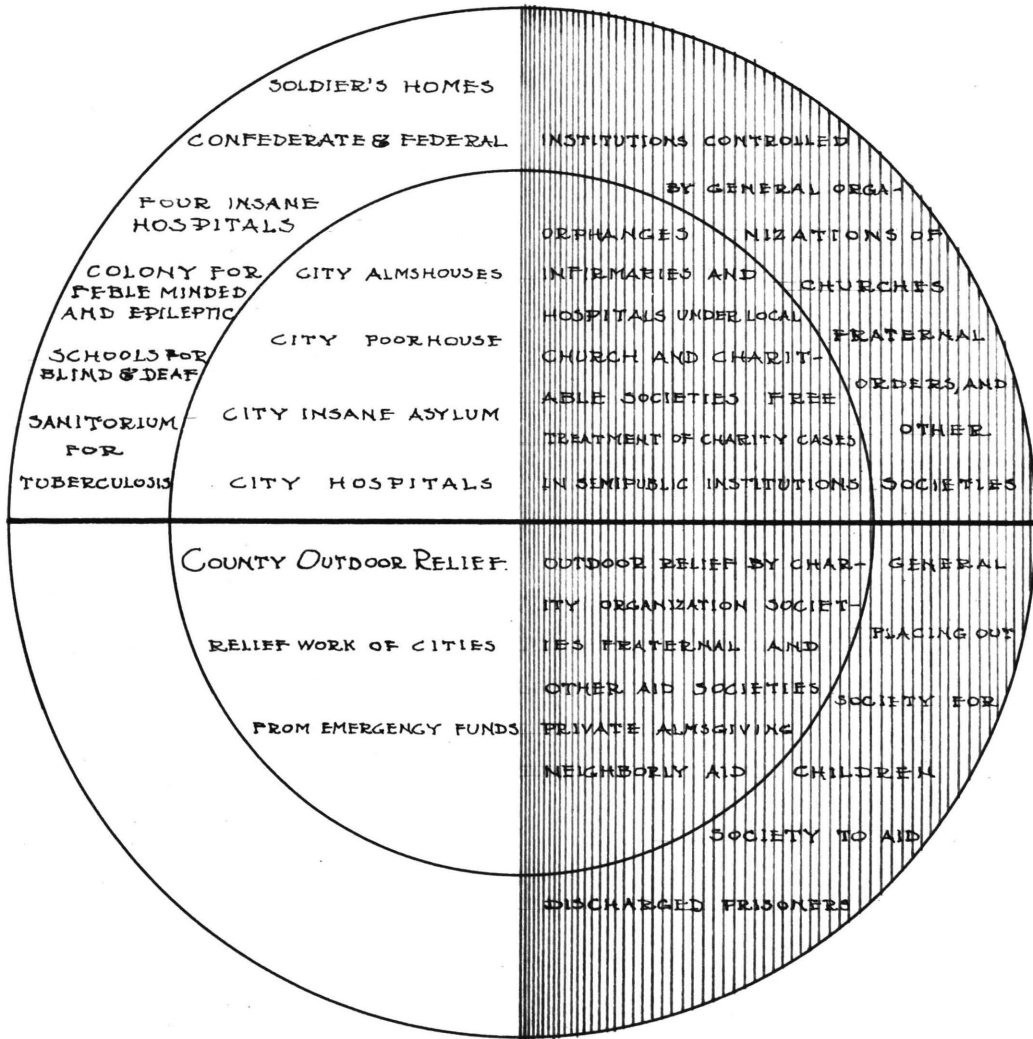 SOLDIER'S HOMES
CONFEDERATE & FEDERAL
FOUR INSANE
HOSPITALS
COLONY FOR
FEBLE MINDED
AND EPILEPTIC
SCHOOLS FOR
BLIND & DEAF
SANITORIUM
FOR
TUBERCULOSIS
CITY ALMSHOUSES
CITY POORHOUSE
CITY INSANE ASYLUM
CITY HOSPITALS
ORPHANGES
INFIRMARIES AND
HOSPITALS UNDER LOCAL
CHURCH AND CHARIT-
ABLE SOCIETIES FREE
TREATMENT OF CHARITY CASES
IN SEMIPUBLIC INSTITUTIONS
INSTITUTIONS CONTROLLED
BY GENERAL ORGA-
NIZATIONS OF
CHURCHES
FRATERNAL
ORDERS, AND
OTHER
SOCIETIES
COUNTY OUTDOOR RELIEF.
RELIEF WORK OF CITIES
FROM EMERGENCY FUNDS
OUTDOOR RELIEF BY CHAR-
ITY ORGANIZATION SOCIET-
IES FRATERNAL AND
OTHER AID SOCIETIES
PRIVATE ALMSGIVING
NEIGHBORLY AID
GENERAL
PLACING OUT
SOCIETY FOR
CHILDREN
SOCIETY TO AID
DISCHARGED PRISONERS